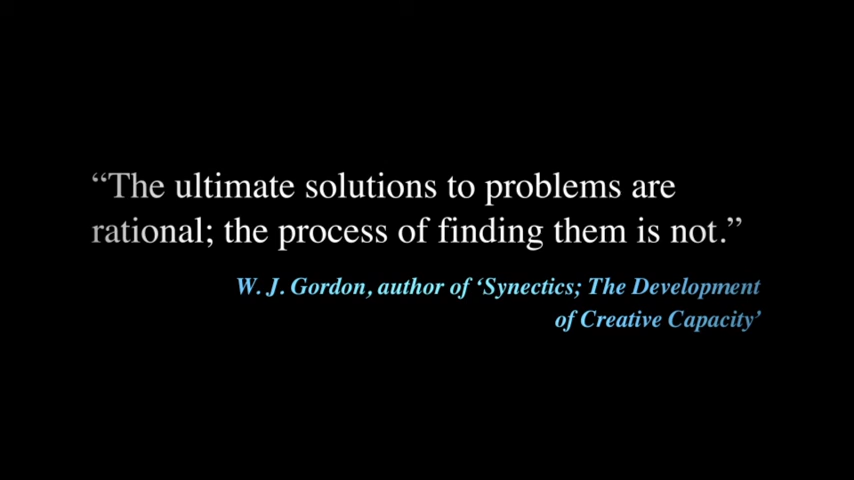 “The ultimate solutions to problems are
rational; the process of finding them is not.”
W. J. Gordon, author of ‘Synectics; The Development
of Creative Capacity’